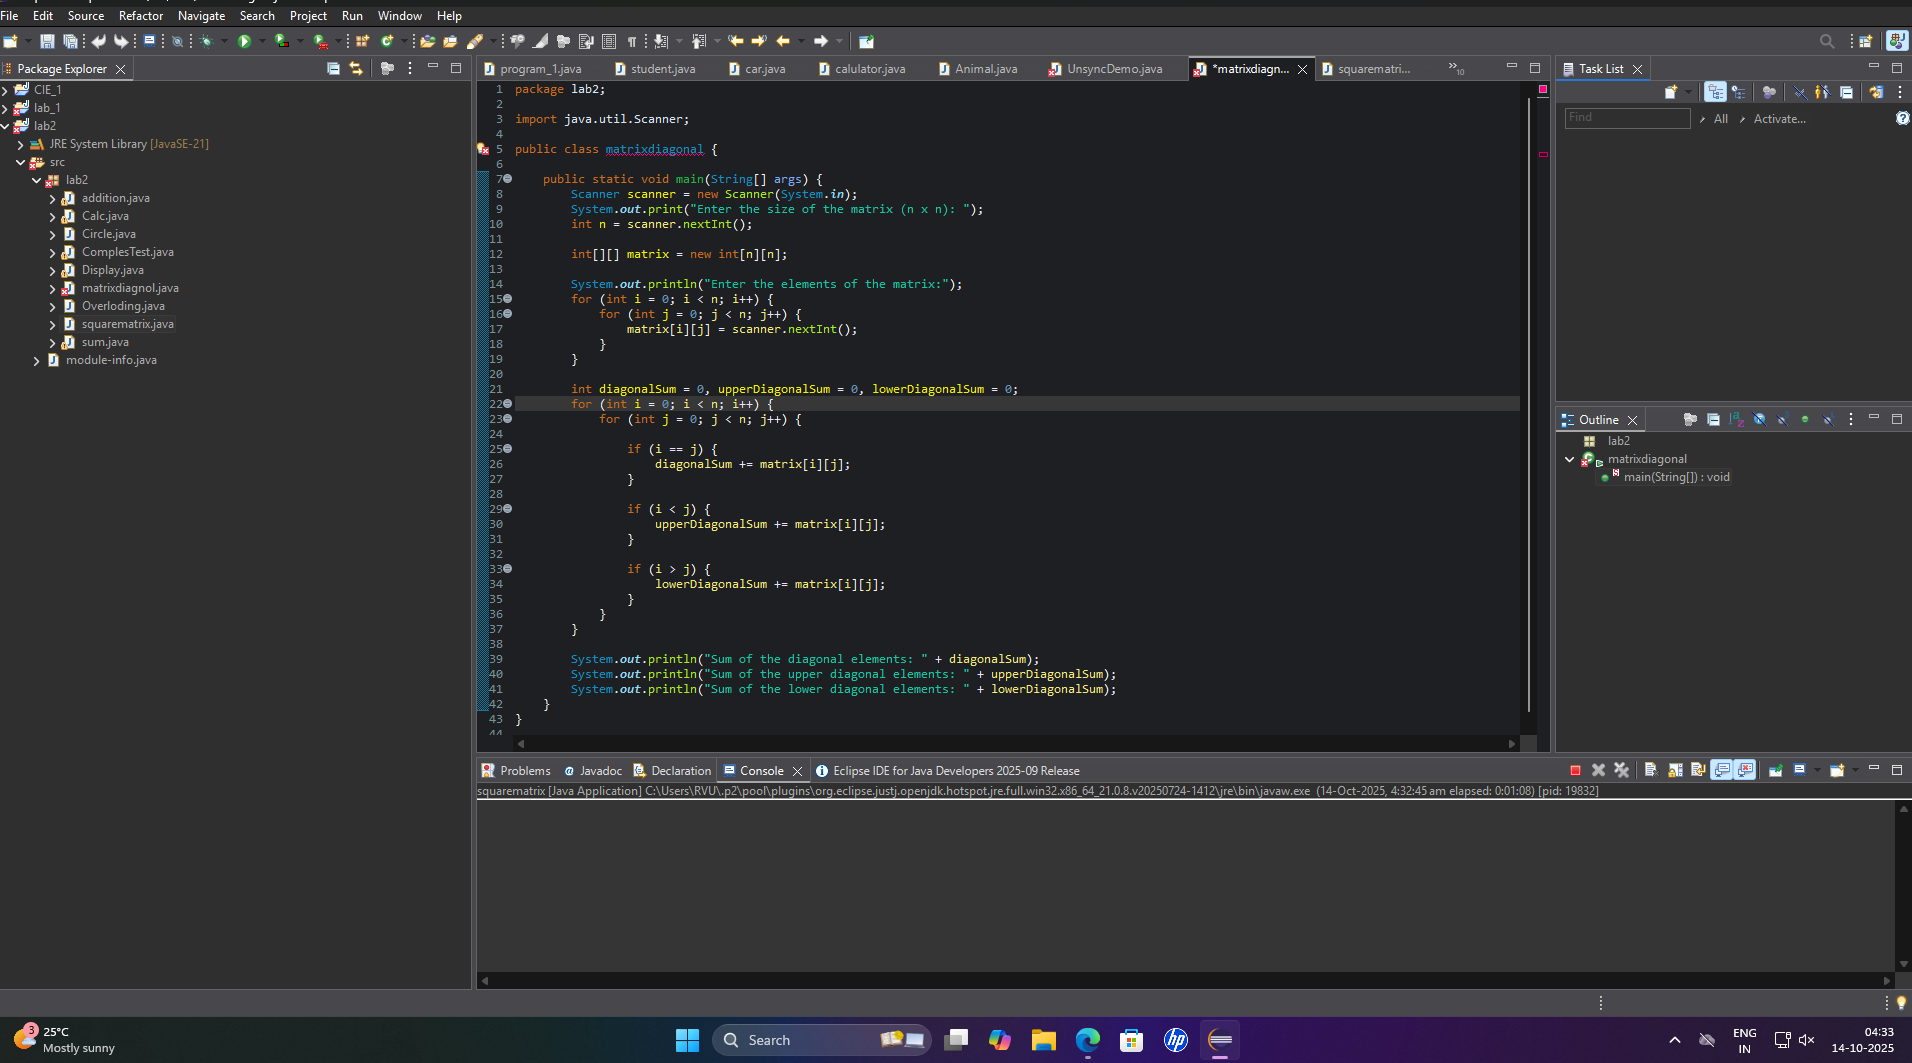 File Edit Source Refactor Navigate Search Project Run Window Help
Package Explorer
CIE_1
lab_1
lab2
JRE System Library [JavaSE-21]
src
lab2
addition.java
Calc.java
Circle.java
ComplesTest.java
Display.java
matrixdiagnol.java
Overloding.java
squarematrix.java
sum.java
module-info.java
program_1.java student.java car.java calulator.java Animal.java UnsyncDemo.java *matrixdiagn... squarematri... »10
1 package lab2;
2
3 import java.util.Scanner;
4
5 public class matrixdiagonal {
6
7 public static void main(String[] args) {
8 Scanner scanner = new Scanner(System.in);
9 System.out.print("Enter the size of the matrix (n x n): ");
10 int n = scanner.nextInt();
11
12 int[][] matrix = new int[n][n];
13
14 System.out.println("Enter the elements of the matrix:");
15 for (int i = 0; i < n; i++) {
16 for (int j = 0; j < n; j++) {
17 matrix[i][j] = scanner.nextInt();
18 }
19 }
20
21 int diagonalSum = 0, upperDiagonalSum = 0, lowerDiagonalSum = 0;
22 for (int i = 0; i < n; i++) {
23 for (int j = 0; j < n; j++) {
24
25 if (i == j) {
26 diagonalSum += matrix[i][j];
27 }
28
29 if (i < j) {
30 upperDiagonalSum += matrix[i][j];
31 }
32
33 if (i > j) {
34 lowerDiagonalSum += matrix[i][j];
35 }
36 }
37 }
38
39 System.out.println("Sum of the diagonal elements: " + diagonalSum);
40 System.out.println("Sum of the upper diagonal elements: " + upperDiagonalSum);
41 System.out.println("Sum of the lower diagonal elements: " + lowerDiagonalSum);
42 }
43 }
44
Task List
Find All Activate...
Outline
lab2
matrixdiagonal
main(String[]) : void
Problems Javadoc Declaration Console Eclipse IDE for Java Developers 2025-09 Release
squarematrix [Java Application] C:\Users\RVU\.p2\pool\plugins\org.eclipse.justj.openjdk.hotspot.jre.full.win32.x86_64_21.0.8.v20250724-1412\jre\bin\javaw.exe (14-Oct-2025, 4:32:45 am elapsed: 0:01:08) [pid: 19832]
3
25°C
Mostly sunny
Search
hp
ENG
IN
04:33
14-10-2025